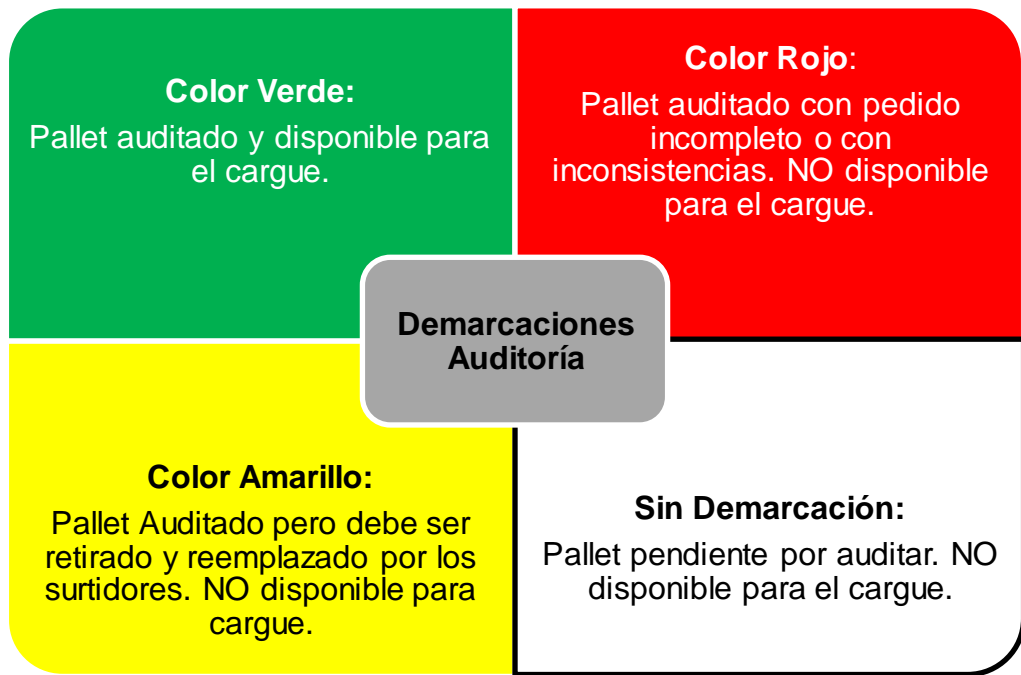 Color Verde:
Pallet auditado y disponible para
el cargue.
Color Rojo:
Pallet auditado con pedido
incompleto o con
inconsistencias. NO disponible
para el cargue.
Demarcaciones
Auditoría
Color Amarillo:
Pallet Auditado pero debe ser
retirado y reemplazado por los
surtidores. NO disponible para
cargue.
Sin Demarcación:
Pallet pendiente por auditar. NO
disponible para el cargue.